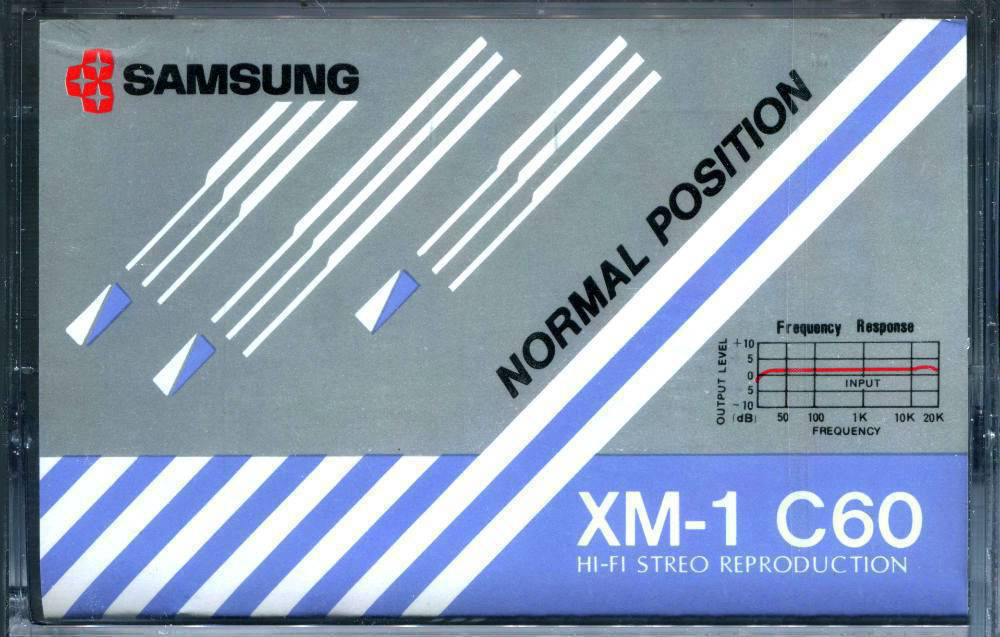 SAMSUNG
NORMAL POSITION
Frequency Response
OUTPUT LEVEL
+10
5
0
5
-10
(dB)
INPUT
50 100 1K 10K 20K
FREQUENCY
XM-1 C60
HI-FI STREO REPRODUCTION